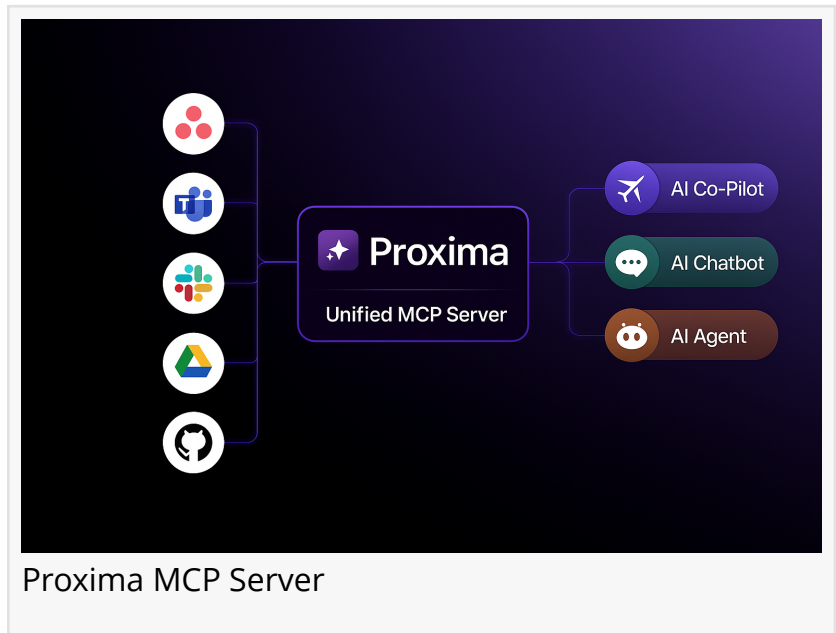 Proxima
Unified MCP Server
AI Co-Pilot
AI Chatbot
AI Agent
T
Proxima MCP Server